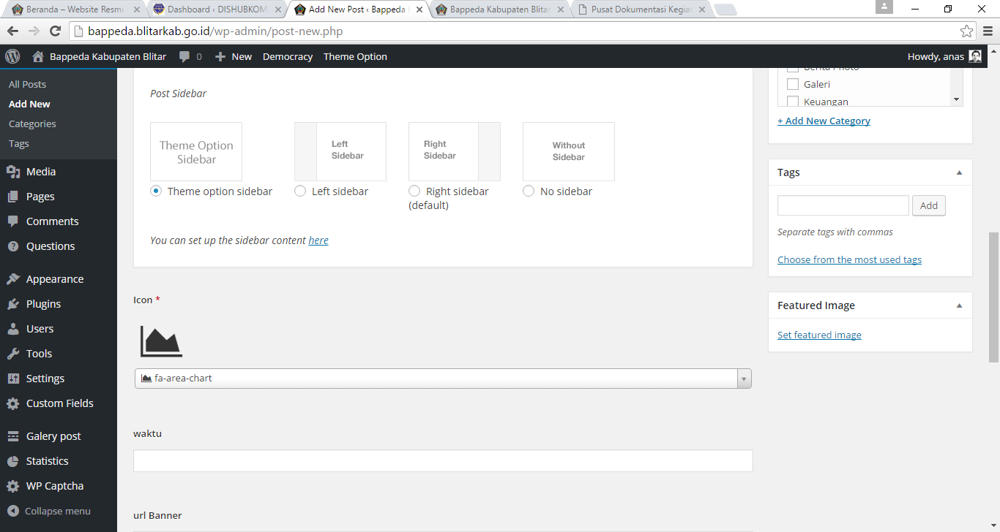 Beranda – Website Resmi
Dashboard ‹ DISHUBKOM
Add New Post ‹ Bappeda
Bappeda Kabupaten Blitar
Pusat Dokumentasi Kegiat
bappeda.blitarkab.go.id/wp-admin/post-new.php
Bappeda Kabupaten Blitar
0
New
Democracy
Theme Option
Howdy, anas
All Posts
Add New
Categories
Tags
Media
Pages
Comments
Questions
Appearance
Plugins
Users
Tools
Settings
Custom Fields
Galery post
Statistics
WP Captcha
Collapse menu
Post Sidebar
Theme Option
Sidebar
Left
Sidebar
Right
Sidebar
Without
Sidebar
Theme option sidebar
Left sidebar
Right sidebar
(default)
No sidebar
You can set up the sidebar content here
Icon *
fa-area-chart
waktu
url Banner
Berita Photo
Galeri
Keuangan
+ Add New Category
Tags
Add
Separate tags with commas
Choose from the most used tags
Featured Image
Set featured image